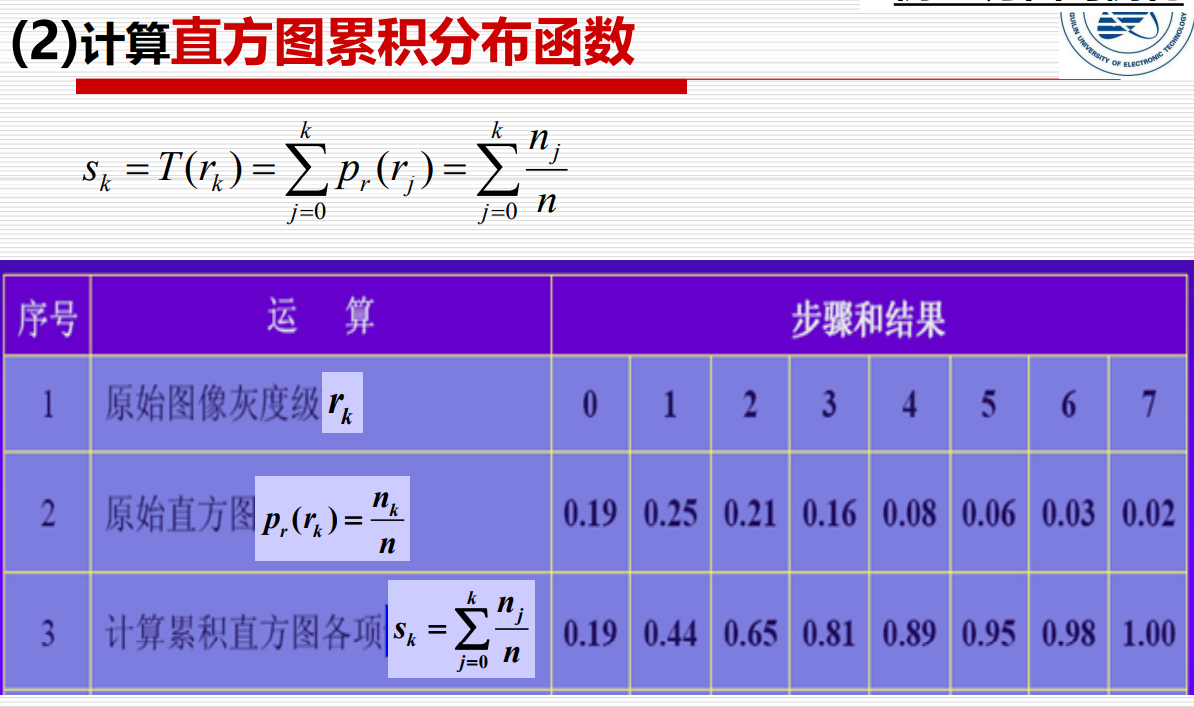 (2)计算直方图累积分布函数
GUILIN UNIVERSITY OF ELECTRONIC TECHNOLOGY
s_k = T(r_k) = \sum_{j=0}^{k} p_r(r_j) = \sum_{j=0}^{k} \frac{n_j}{n}
序号 运 算 步骤和结果
1 原始图像灰度级 r_k 0 1 2 3 4 5 6 7
2 原始直方图 p_r(r_k) = \frac{n_k}{n} 0.19 0.25 0.21 0.16 0.08 0.06 0.03 0.02
3 计算累积直方图各项 s_k = \sum_{j=0}^{k} \frac{n_j}{n} 0.19 0.44 0.65 0.81 0.89 0.95 0.98 1.00